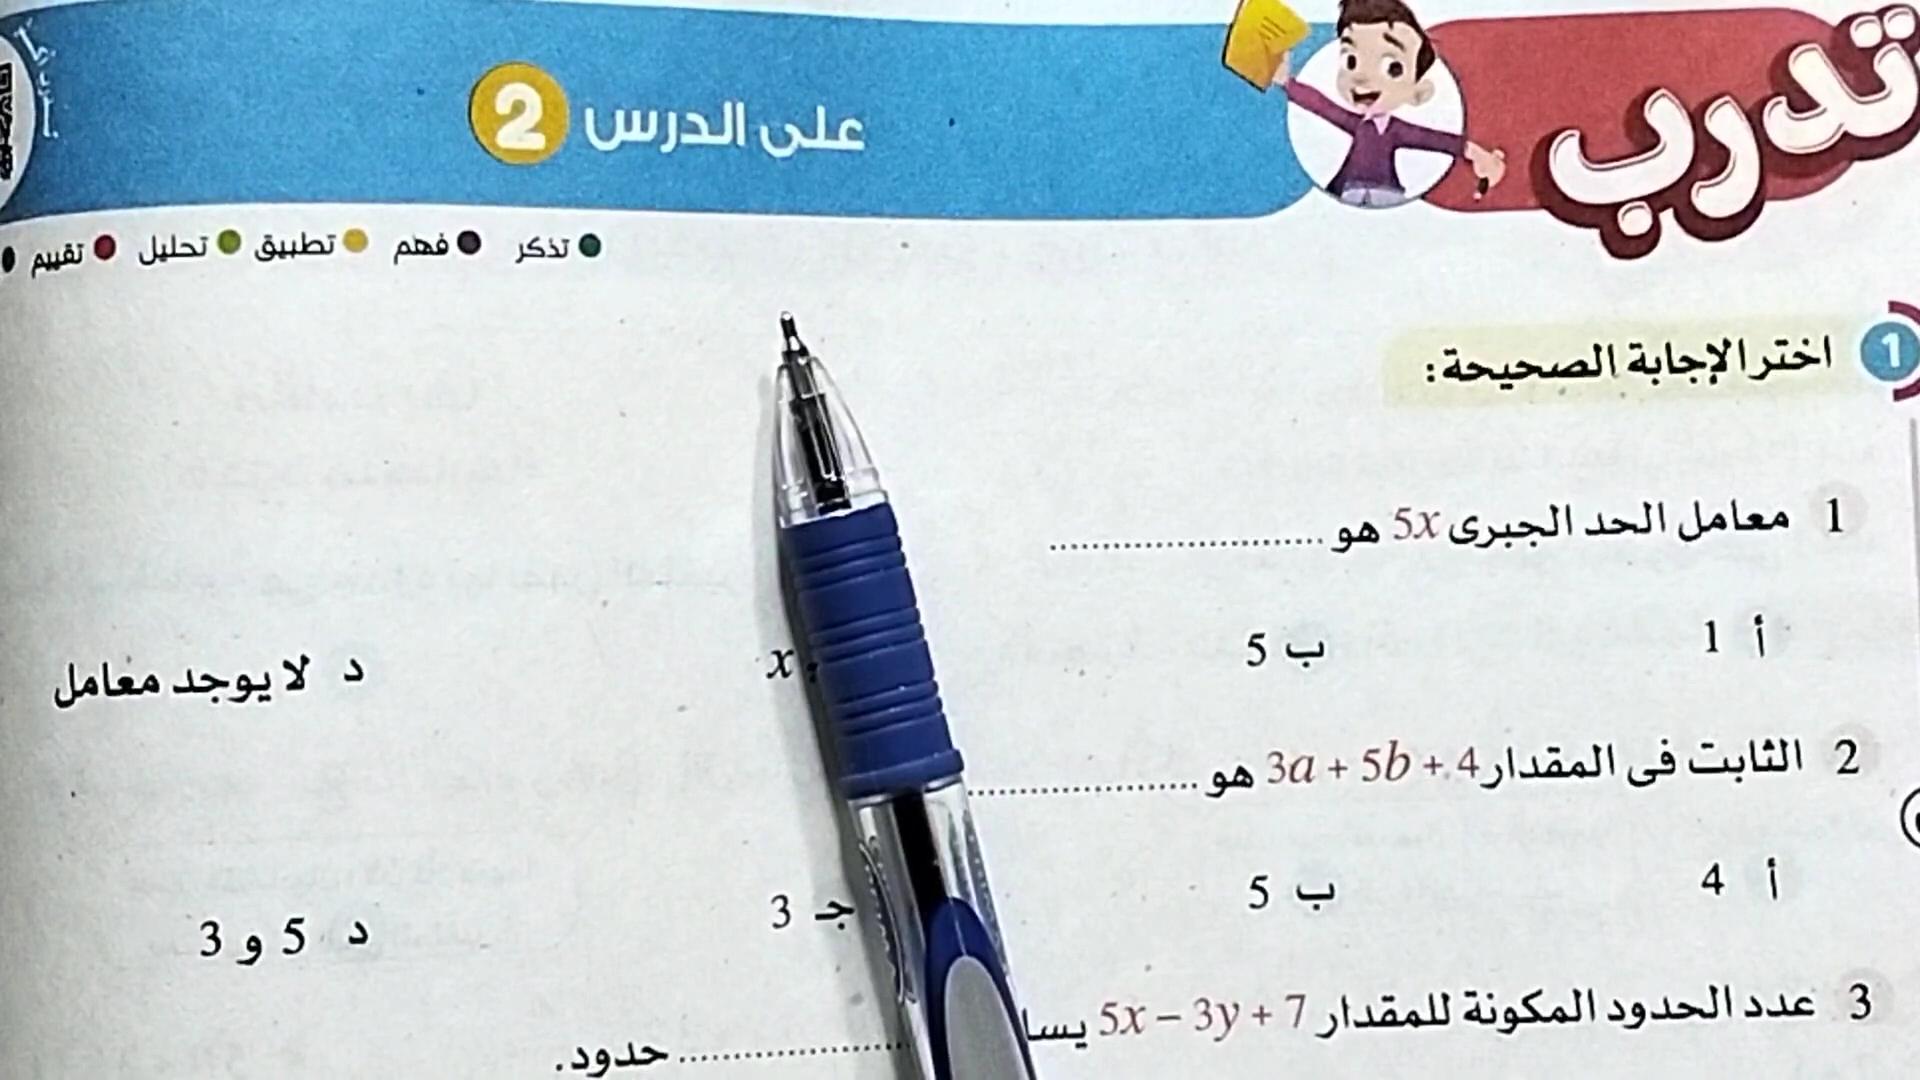 تدرب
على الدرس 2
تذكر فهم تطبيق تحليل تقييم
1 اختر الإجابة الصحيحة:
1 معامل الحد الجبرى 5x هو ........................
أ 1 ب 5 x د لا يوجد معامل
2 الثابت فى المقدار 3a + 5b + 4 هو ........................
أ 4 ب 5 جـ 3 د 5 و 3
3 عدد الحدود المكونة للمقدار 5x – 3y + 7 ........................ حدود.